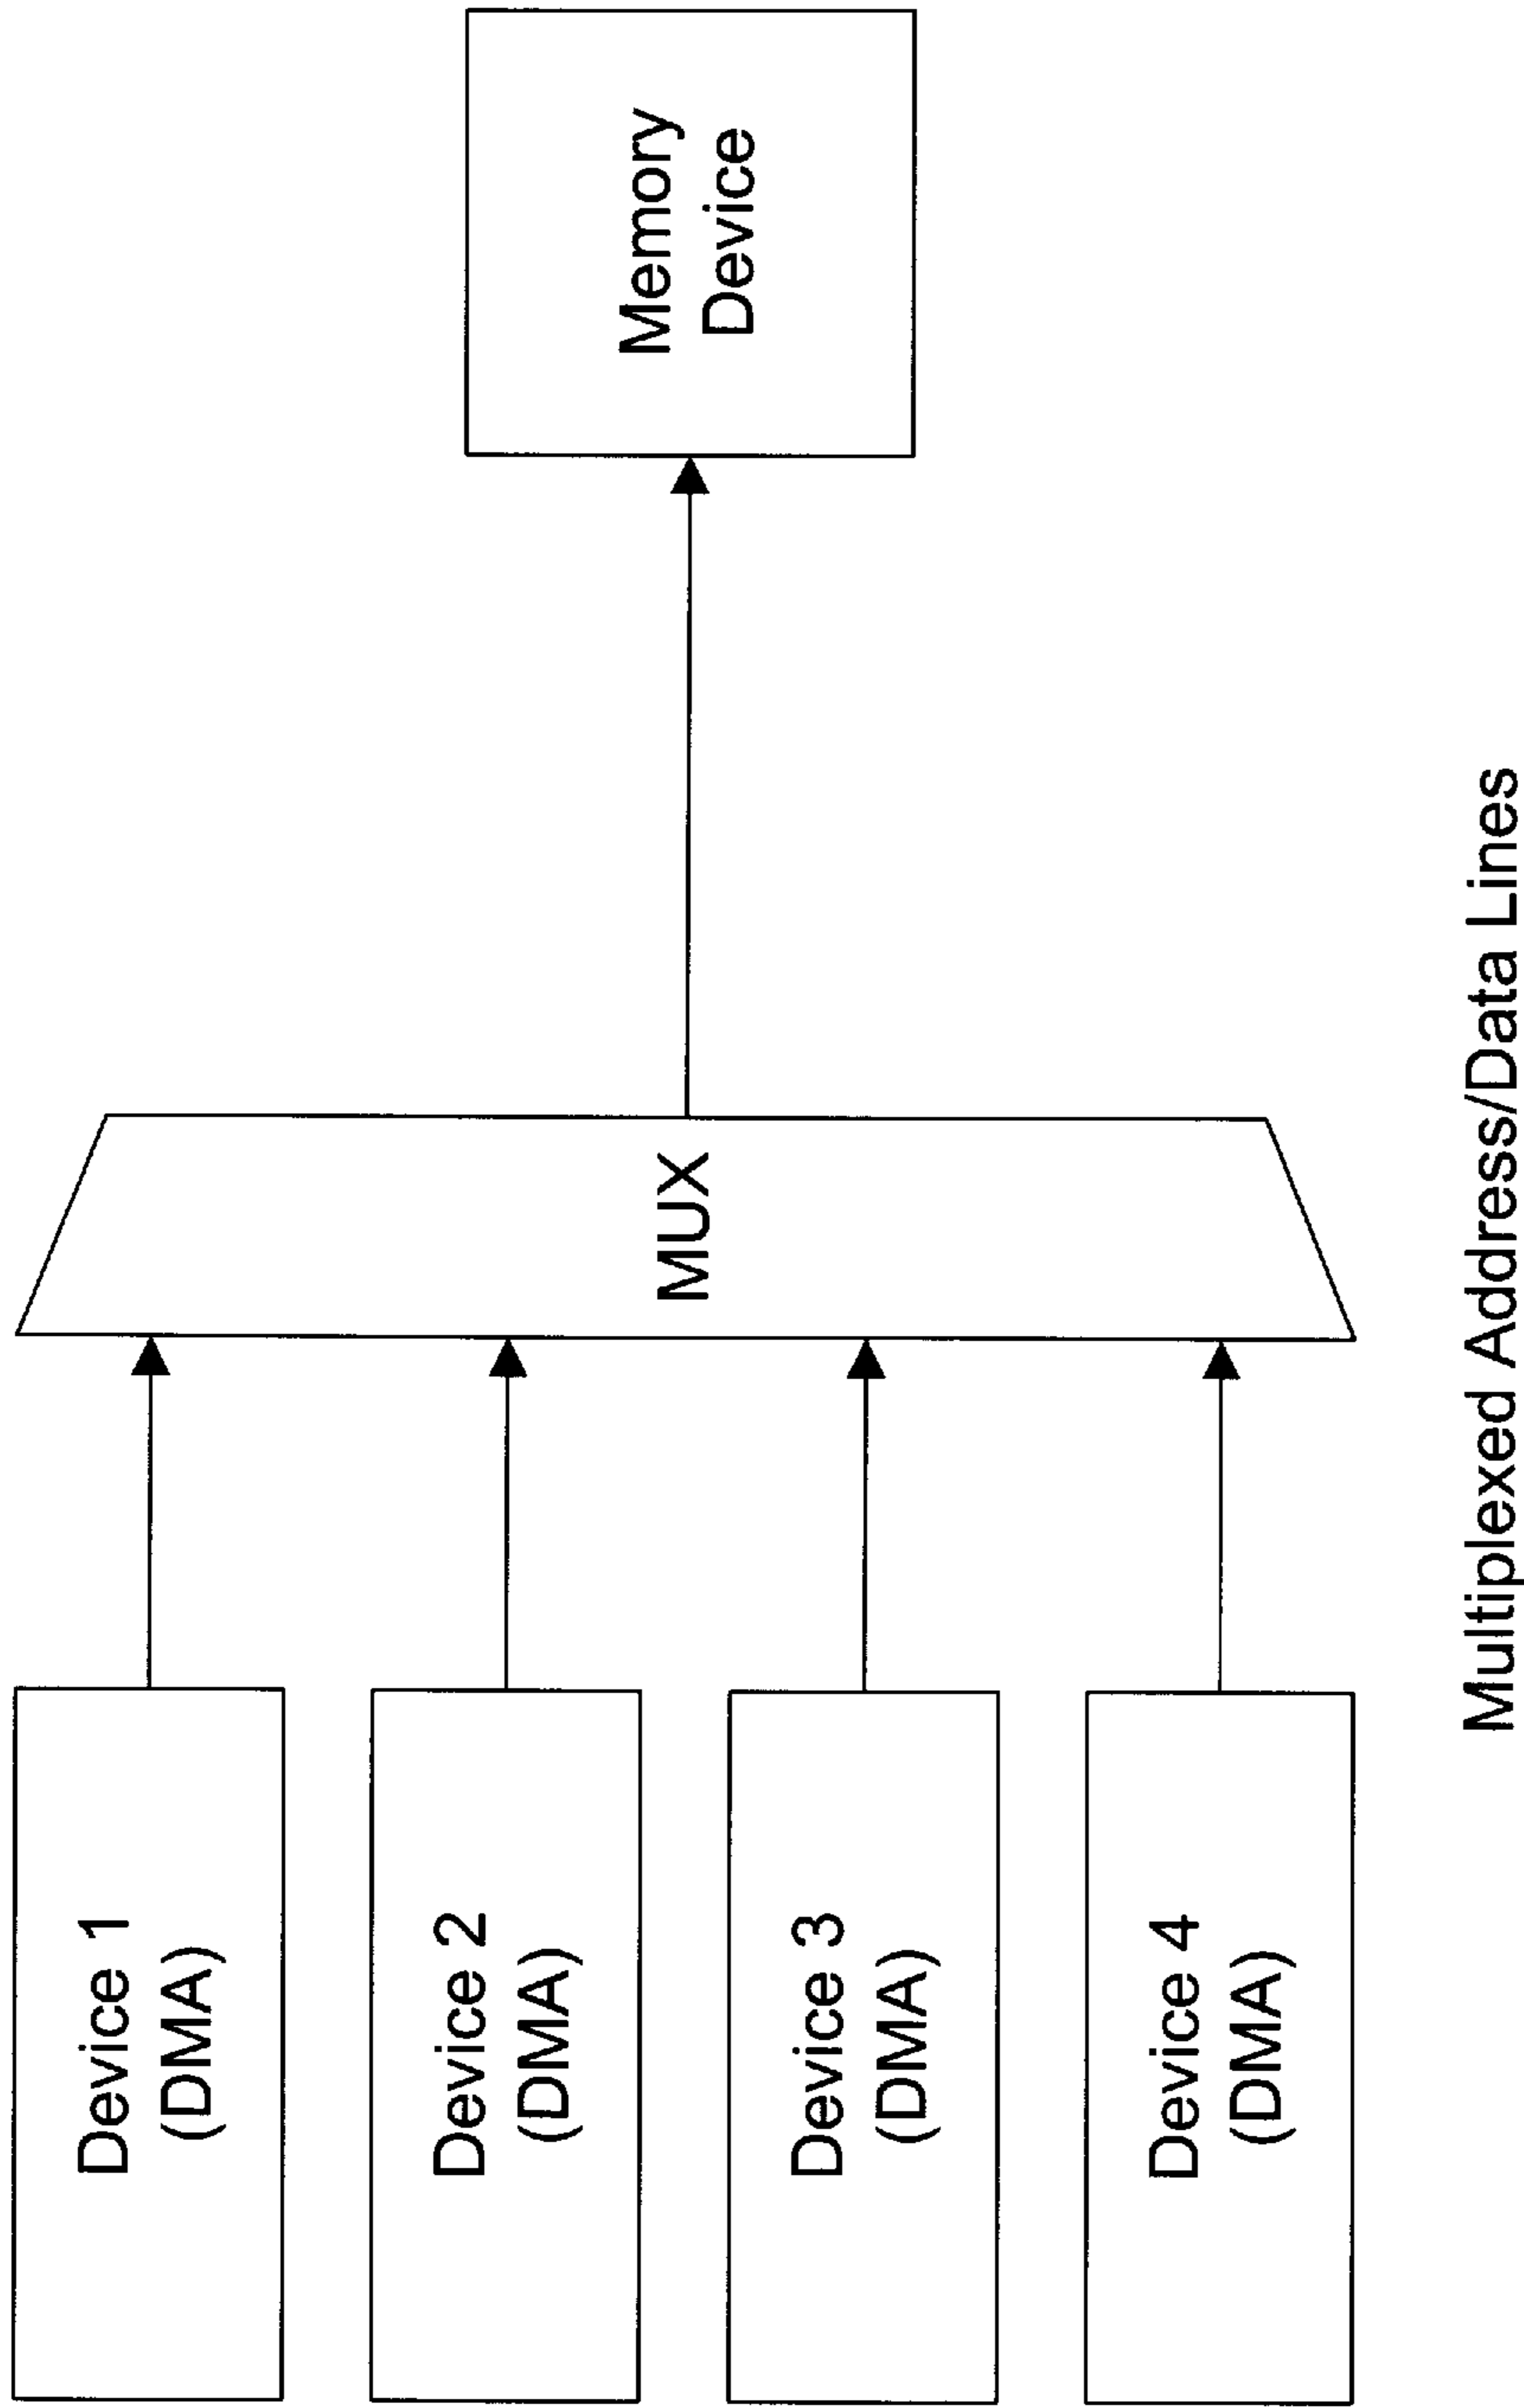 Device 1
(DMA)
Device 2
(DMA)
Device 3
(DMA)
Device 4
(DMA)
MUX
Memory
Device
Multiplexed Address/Data Lines